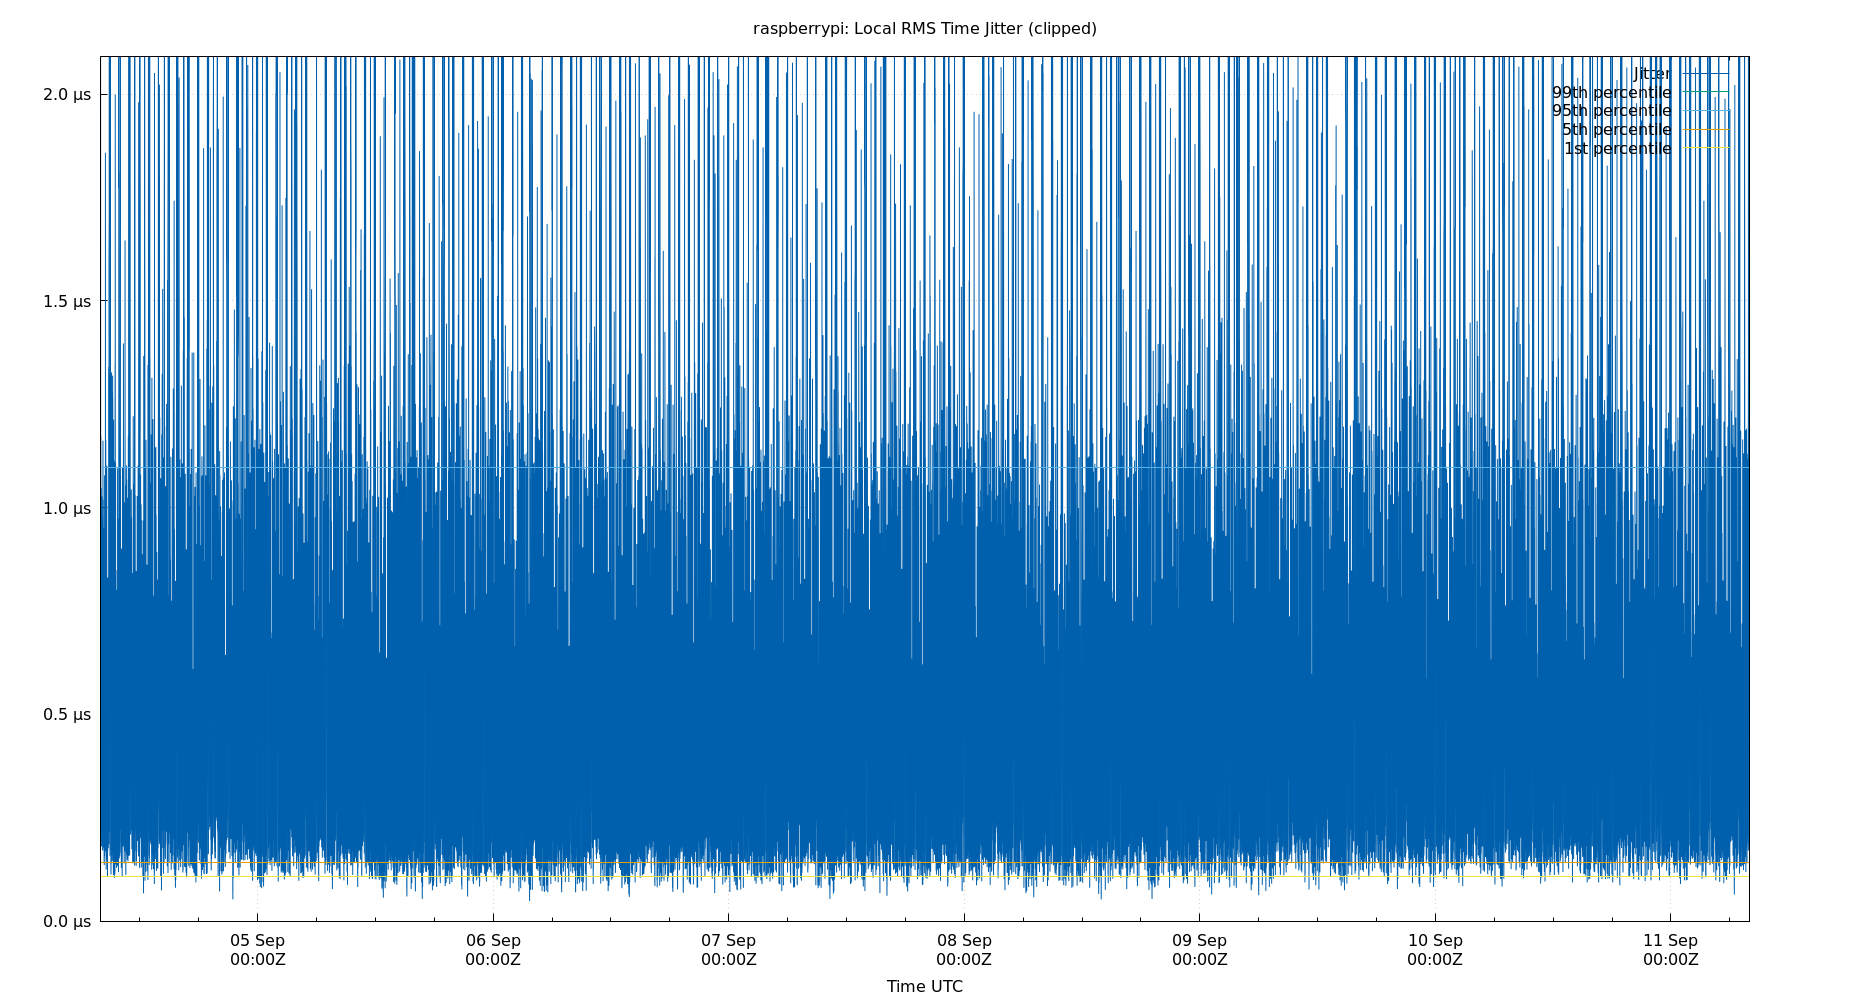 raspberrypi: Local RMS Time Jitter (clipped)
2.0 μs
1.5 μs
1.0 μs
0.5 μs
0.0 μs
Jitter
99th percentile
95th percentile
5th percentile
1st percentile
05 Sep 06 Sep 07 Sep 08 Sep 09 Sep 10 Sep 11 Sep
00:00Z 00:00Z 00:00Z 00:00Z 00:00Z 00:00Z 00:00Z
Time UTC